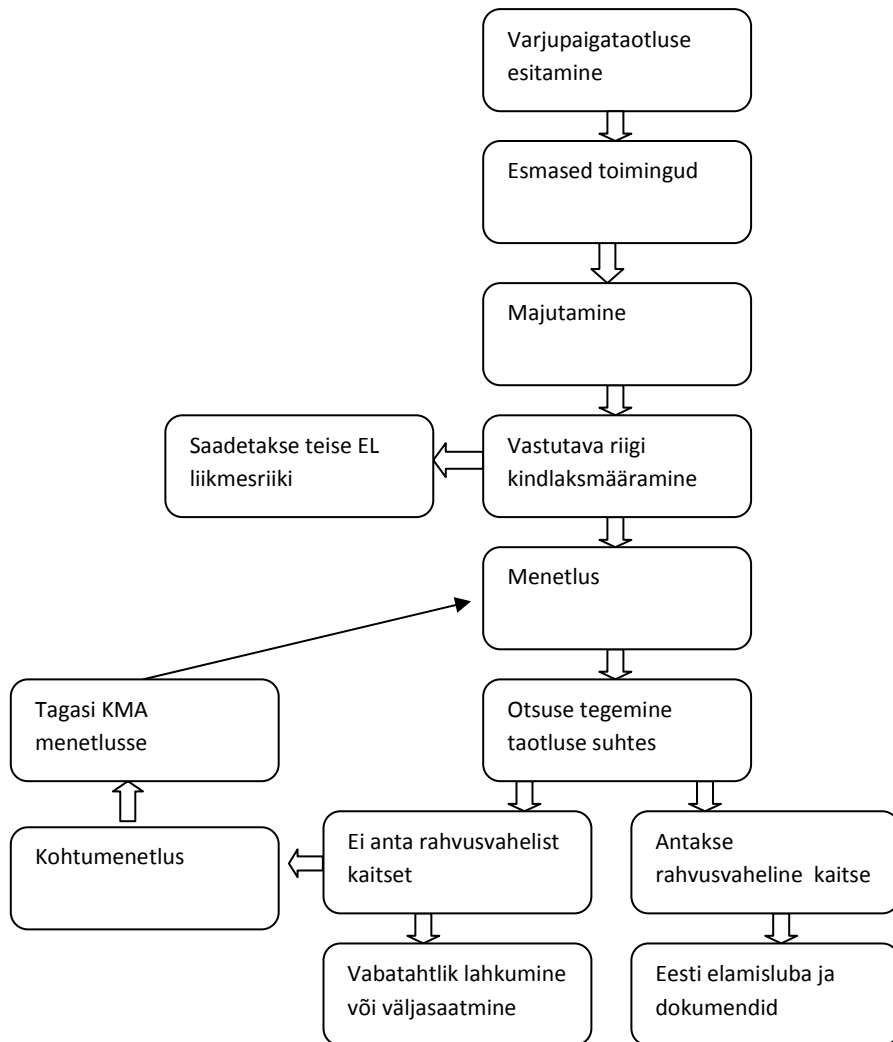 Varjupaigataotluse
esitamine
Esmased toimingud
Majutamine
Saadetakse teise EL
liikmesriiki
Vastutava riigi
kindlaksmääramine
Menetlus
Tagasi KMA
menetlusse
Otsuse tegemine
taotluse suhtes
Kohtumenetlus
Ei anta rahvusvahelist
kaitset
Antakse
rahvusvaheline kaitse
Vabatahtlik lahkumine
või väljasaatmine
Eesti elamisluba ja
dokumendid